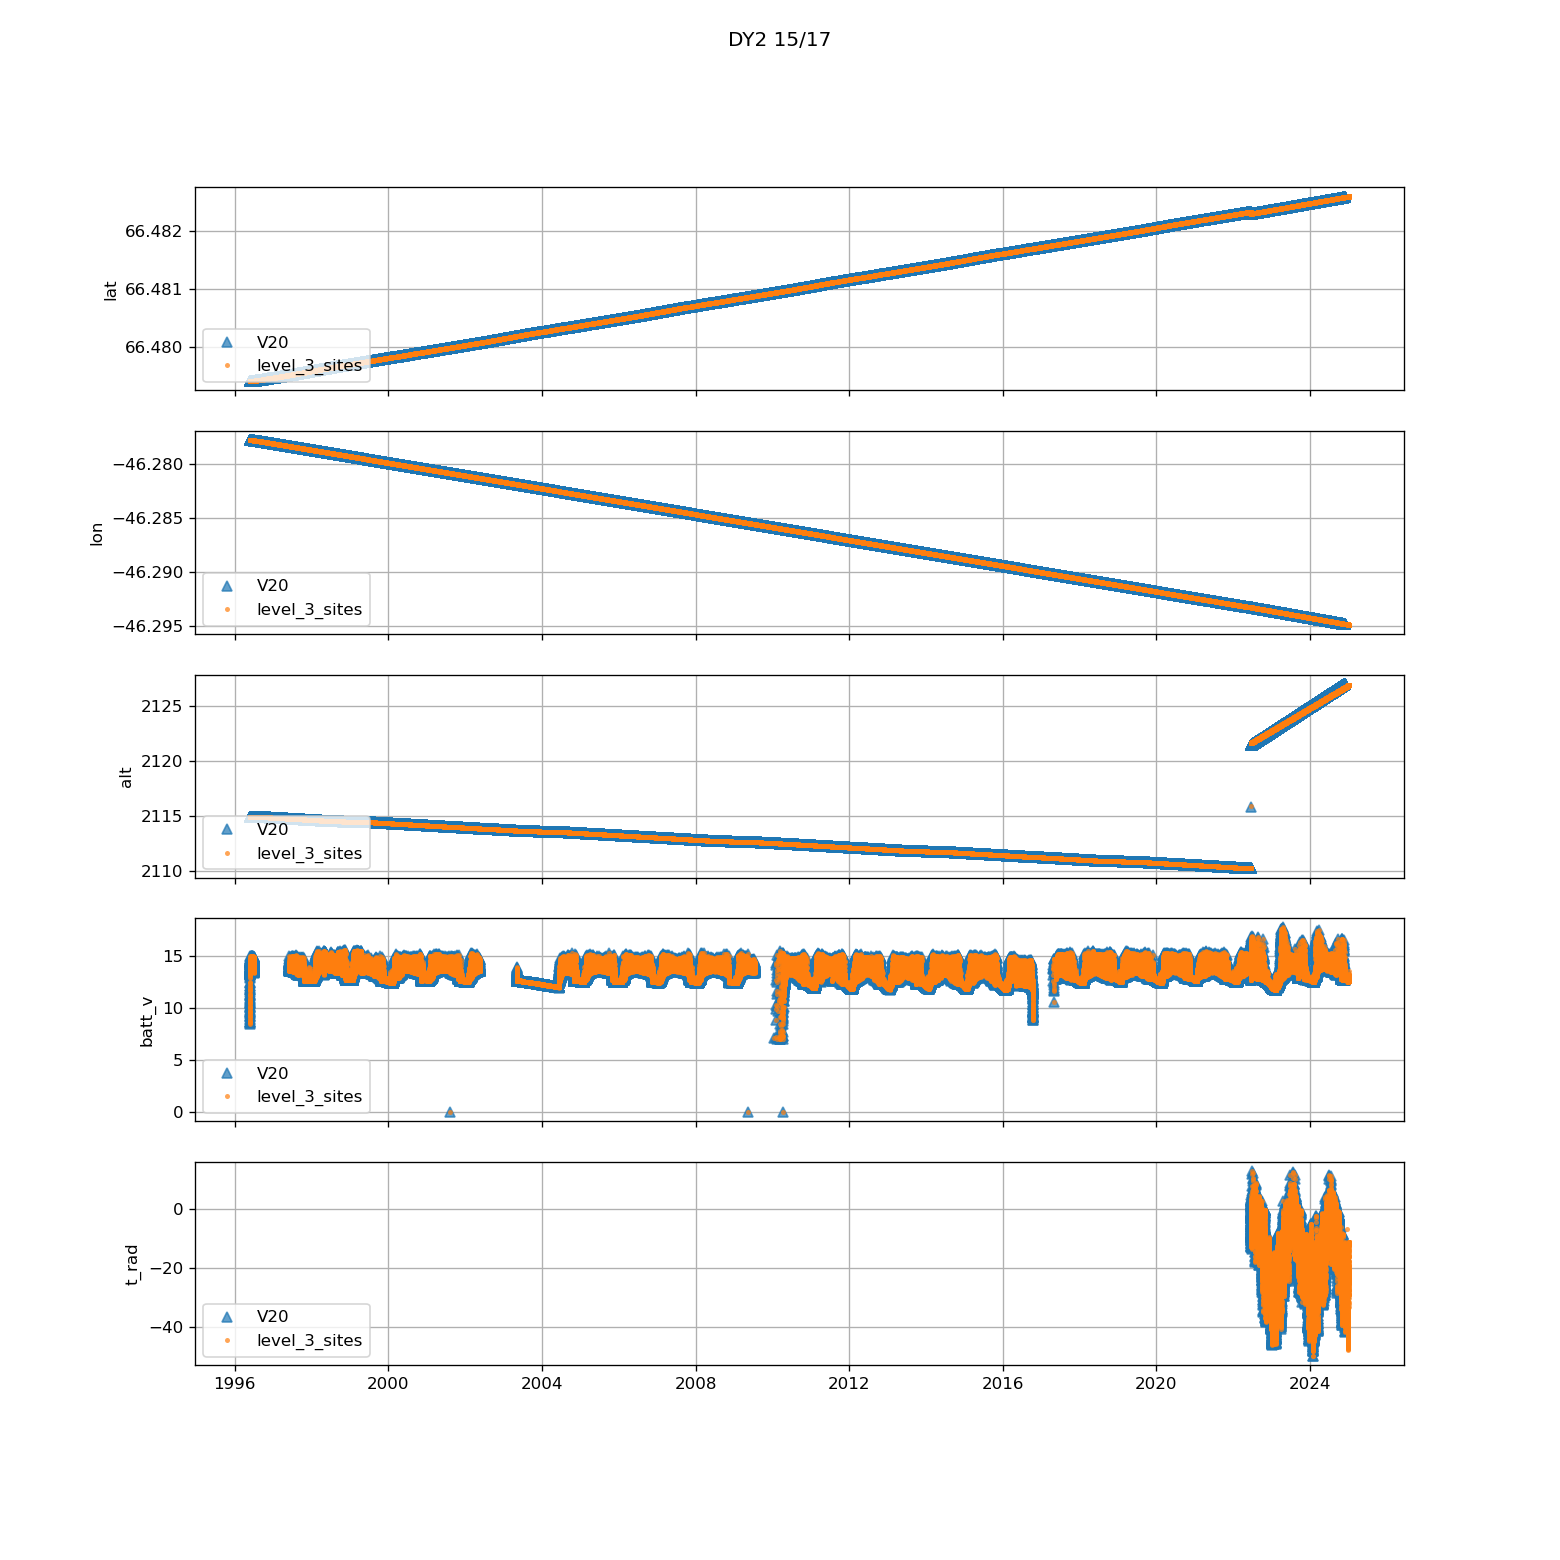 DY2 15/17
66.482
66.481
66.480
lat
V20
level_3_sites
−46.280
−46.285
−46.290
−46.295
lon
V20
level_3_sites
2125
2120
2115
2110
alt
V20
level_3_sites
15
10
5
0
batt_v
V20
level_3_sites
0
−20
−40
t_rad
V20
level_3_sites
1996 2000 2004 2008 2012 2016 2020 2024